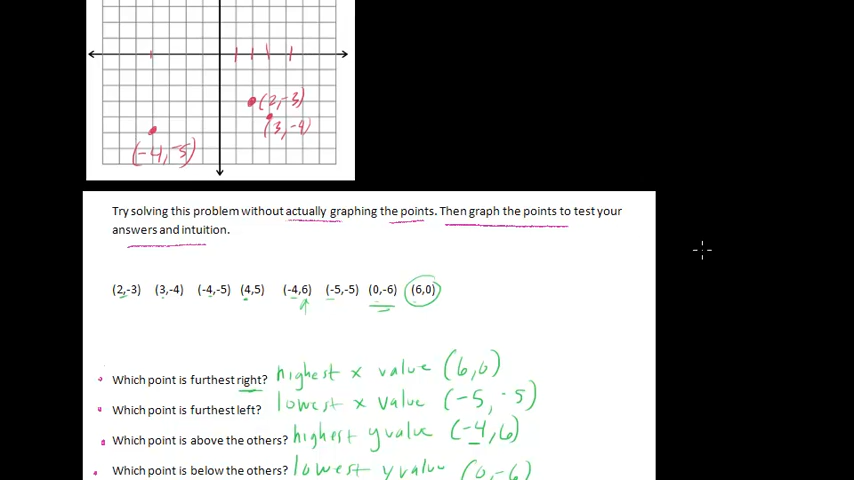 (2,-3)
(3,-4)
(-4,-5)
Try solving this problem without actually graphing the points. Then graph the points to test your
answers and intuition.
(2,-3) (3,-4) (-4,-5) (4,5) (-4,6) (-5,-5) (0,-6) (6,0)
Which point is furthest right? highest x value (6,0)
Which point is furthest left? lowest x value (-5,-5)
Which point is above the others? highest y value (-4,6)
Which point is below the others? lowest y value (0,-6)